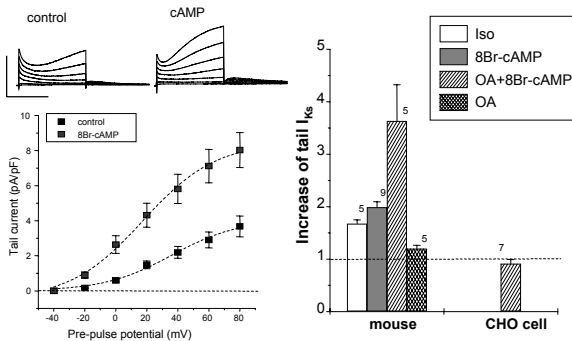 control
cAMP
Tail current (pA/pF)
10
8
6
4
2
0
control
8Br-cAMP
-40 -20 0 20 40 60 80
Pre-pulse potential (mV)
Iso
8Br-cAMP
OA+8Br-cAMP
OA
Increase of tail IKs
5
4
3
2
1
0
1
5
9
5
5
7
mouse
CHO cell